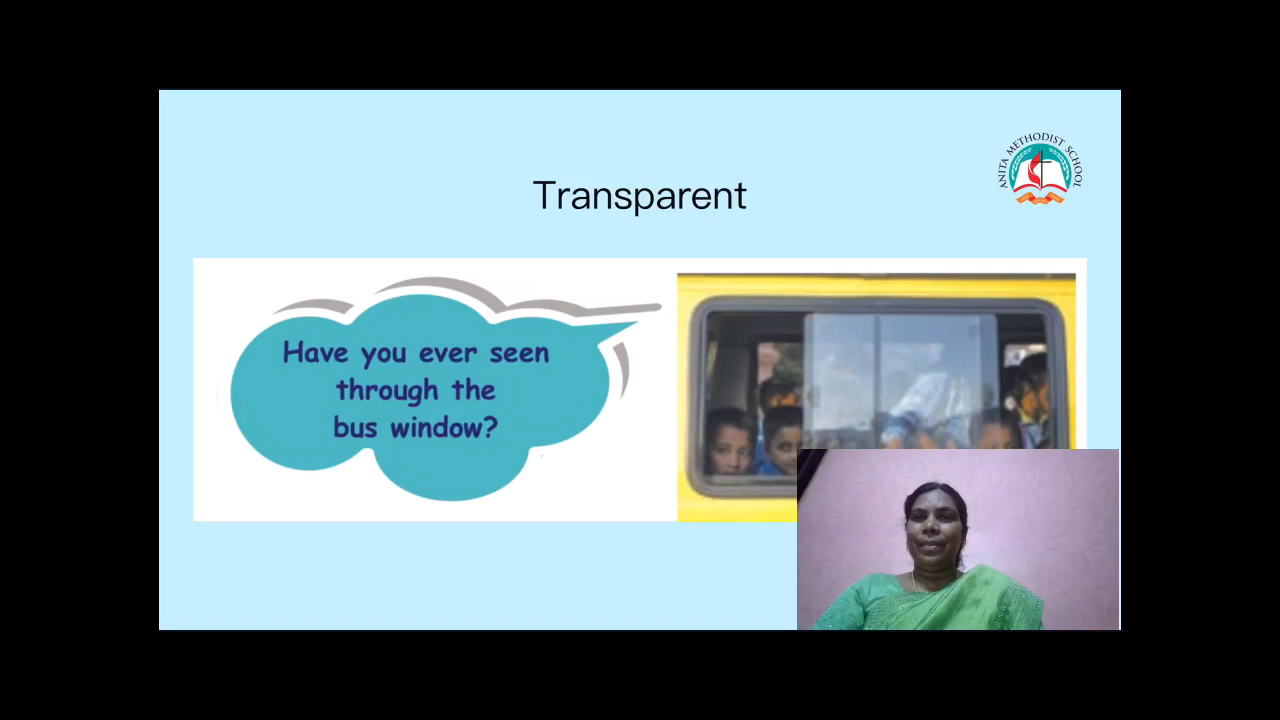 ANITA METHODIST SCHOOL
Transparent
Have you ever seen
through the
bus window?